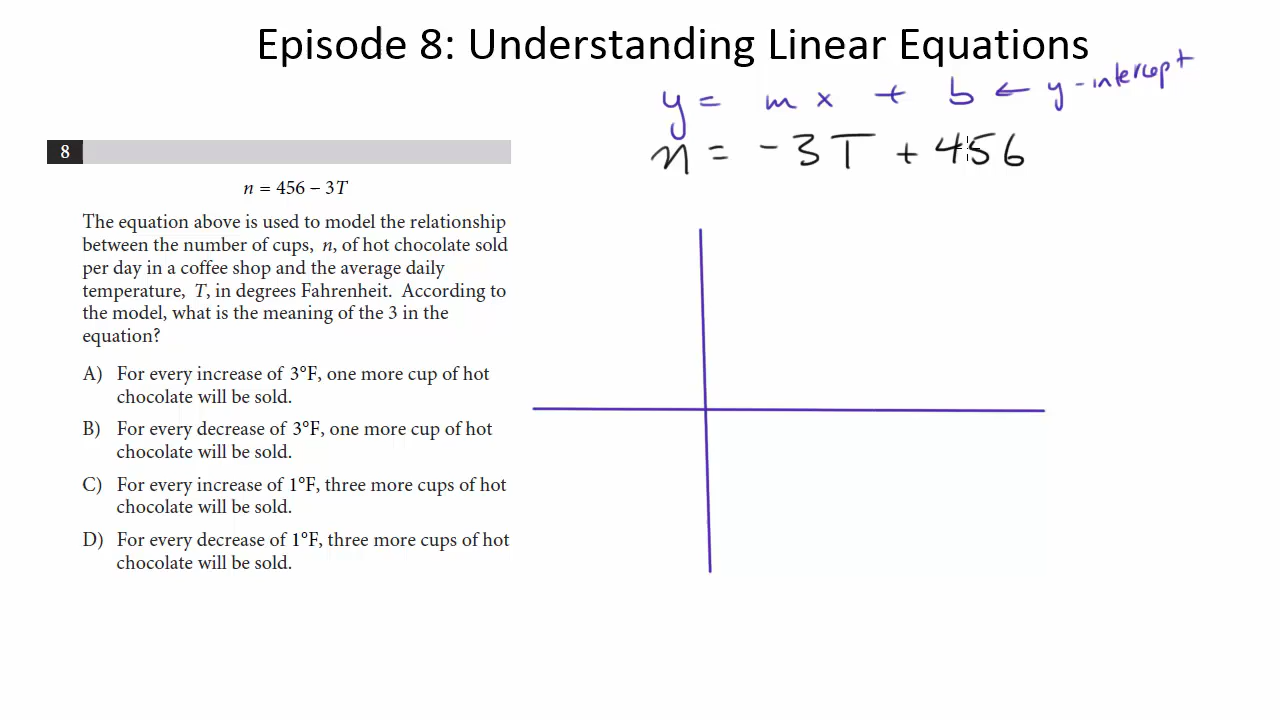 Episode 8: Understanding Linear Equations
y = mx + b ← y-intercept
n = -3T + 456
8
n = 456 – 3T
The equation above is used to model the relationship
between the number of cups, n, of hot chocolate sold
per day in a coffee shop and the average daily
temperature, T, in degrees Fahrenheit. According to
the model, what is the meaning of the 3 in the
equation?
A) For every increase of 3°F, one more cup of hot
chocolate will be sold.
B) For every decrease of 3°F, one more cup of hot
chocolate will be sold.
C) For every increase of 1°F, three more cups of hot
chocolate will be sold.
D) For every decrease of 1°F, three more cups of hot
chocolate will be sold.